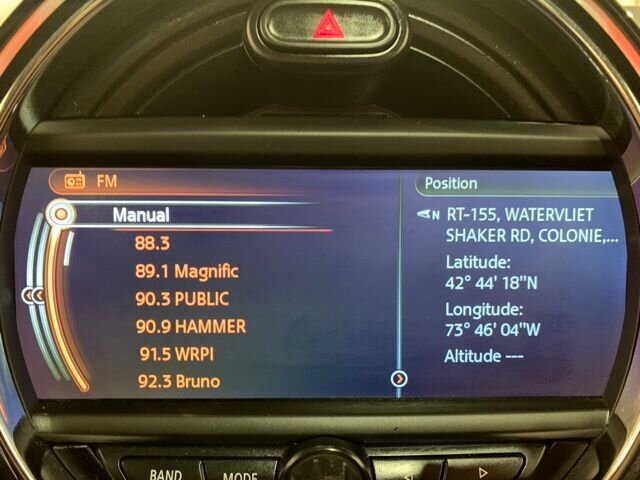 FM
Manual
88.3
89.1 Magnific
90.3 PUBLIC
90.9 HAMMER
91.5 WRPI
92.3 Bruno
Position
N RT-155, WATERVLIET
SHAKER RD, COLONIE,...
Latitude:
42° 44' 18"N
Longitude:
73° 46' 04"W
Altitude ---
BAND
MODE